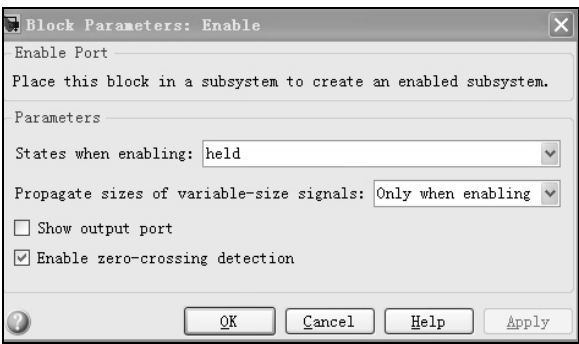 Block Parameters: Enable
Enable Port
Place this block in a subsystem to create an enabled subsystem.
Parameters
States when enabling: held
Propagate sizes of variable-size signals: Only when enabling
Show output port
Enable zero-crossing detection
OK Cancel Help Apply